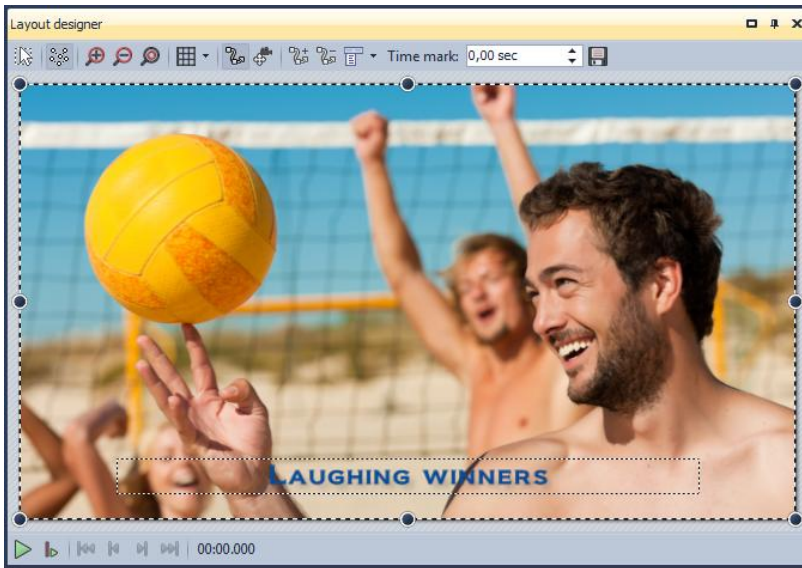 Layout designer
Time mark: 0,00 sec
LAUGHING WINNERS
00:00.000